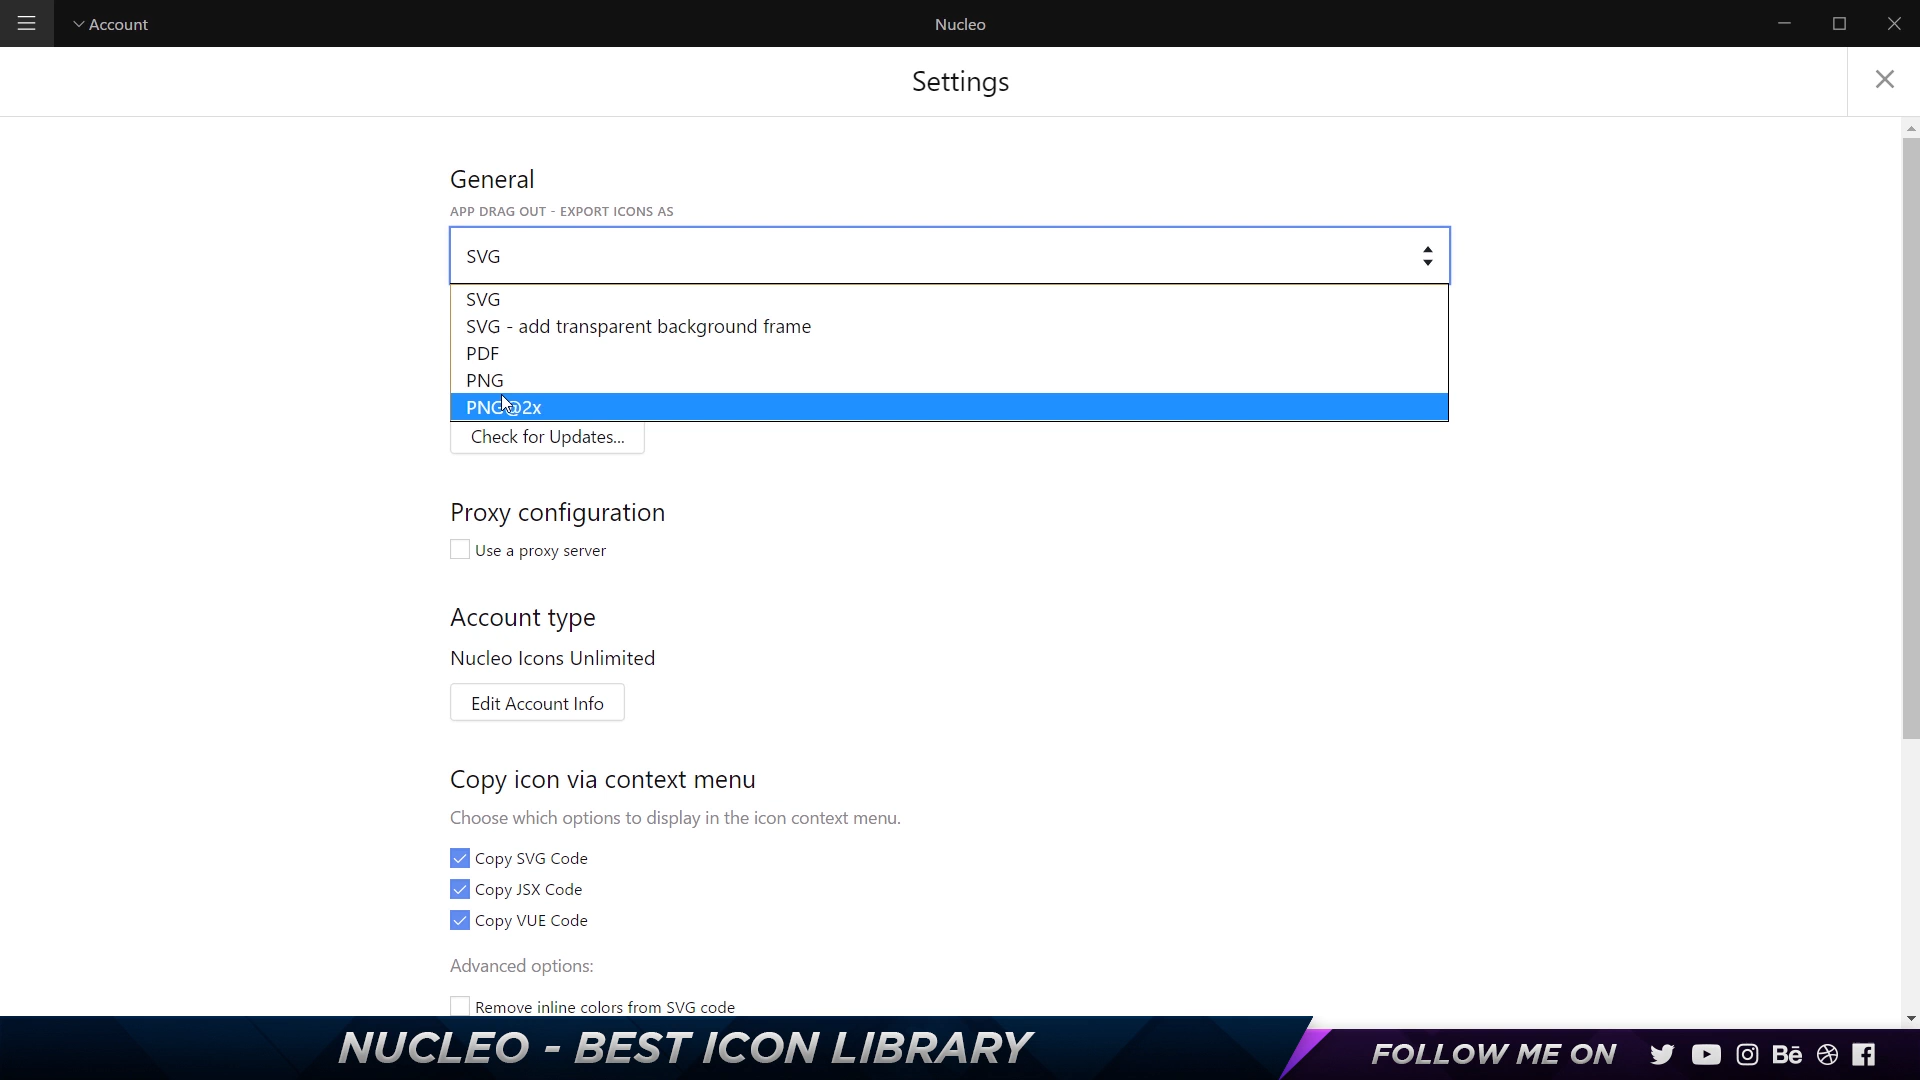 Account
Nucleo
Settings
General
APP DRAG OUT - EXPORT ICONS AS
SVG
SVG
SVG - add transparent background frame
PDF
PNG
PNG@2x
Check for Updates...
Proxy configuration
Use a proxy server
Account type
Nucleo Icons Unlimited
Edit Account Info
Copy icon via context menu
Choose which options to display in the icon context menu.
Copy SVG Code
Copy JSX Code
Copy VUE Code
Advanced options:
Remove inline colors from SVG code
NUCLEO - BEST ICON LIBRARY
FOLLOW ME ON
Bē